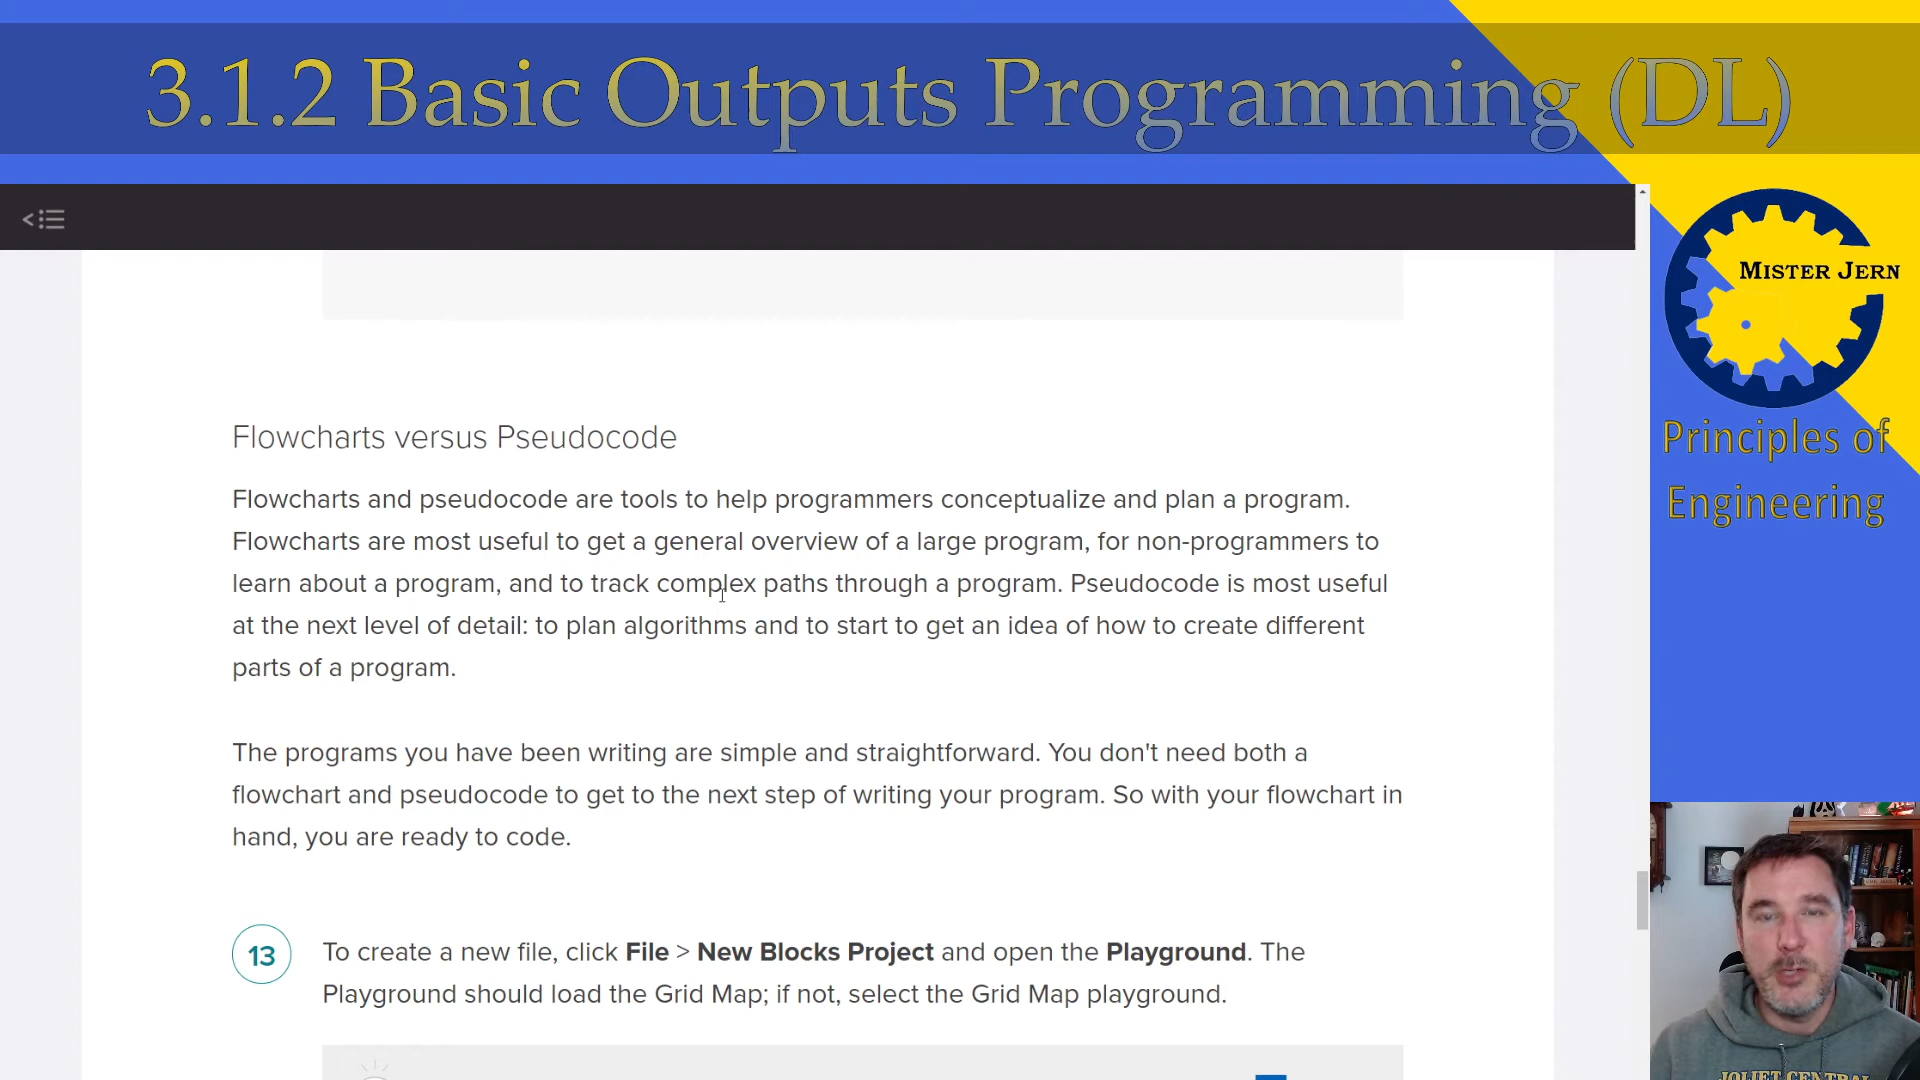 3.1.2 Basic Outputs Programming (DL)
MISTER JERN
Principles of
Engineering
Flowcharts versus Pseudocode
Flowcharts and pseudocode are tools to help programmers conceptualize and plan a program.
Flowcharts are most useful to get a general overview of a large program, for non-programmers to
learn about a program, and to track complex paths through a program. Pseudocode is most useful
at the next level of detail: to plan algorithms and to start to get an idea of how to create different
parts of a program.
The programs you have been writing are simple and straightforward. You don't need both a
flowchart and pseudocode to get to the next step of writing your program. So with your flowchart in
hand, you are ready to code.
13
To create a new file, click File > New Blocks Project and open the Playground. The
Playground should load the Grid Map; if not, select the Grid Map playground.
JOLIET CENTRAL